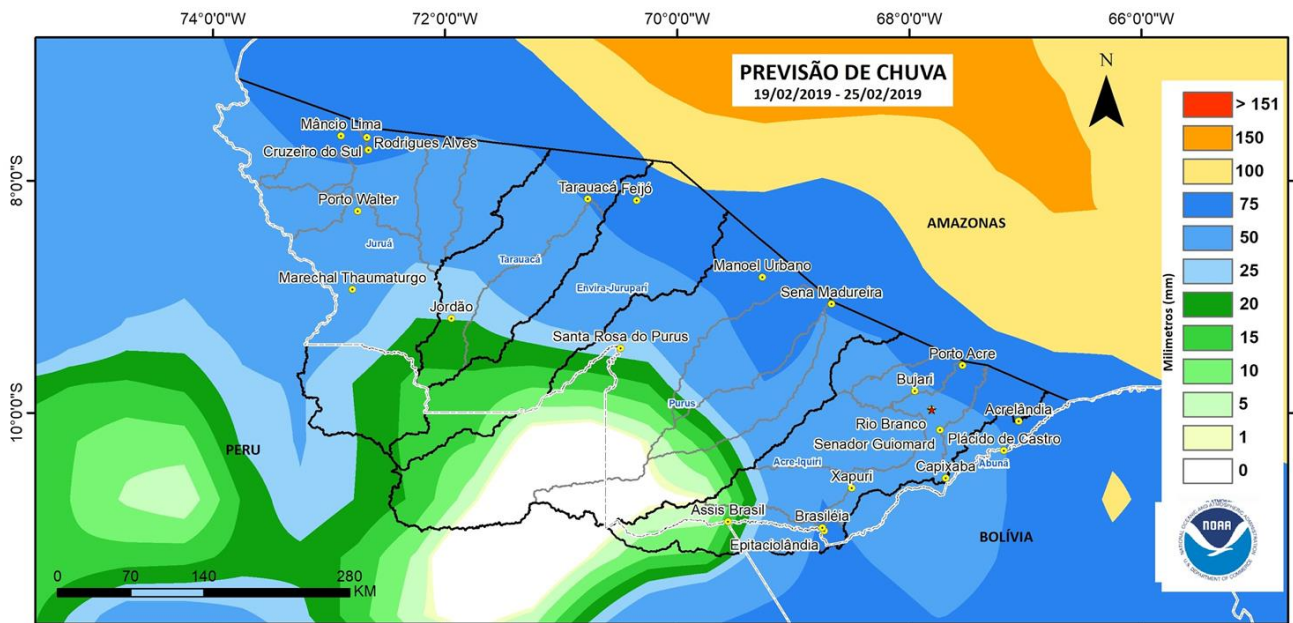 74°0'0"W 72°0'0"W 70°0'0"W 68°0'0"W 66°0'0"W
PREVISÃO DE CHUVA
19/02/2019 - 25/02/2019
N
8°0'0"S
10°0'0"S
Mâncio Lima
Rodrigues Alves
Cruzeiro do Sul
Porto Walter
Juruá
Marechal Thaumaturgo
Jordão
Tarauacá
Feijó
Tarauacá
Envira-Jurupari
Santa Rosa do Purus
Manoel Urbano
Sena Madureira
Purus
AMAZONAS
Porto Acre
Bujari
Acrelândia
Rio Branco
Senador Guiomard
Plácido de Castro
Acre-Iquiri
Abunã
Capixaba
Xapuri
Assis Brasil
Brasiléia
Epitaciolândia
PERU
BOLÍVIA
Milímetros (mm)
> 151
150
100
75
50
25
20
15
10
5
1
0
0 70 140 280
KM
NOAA
U.S. DEPARTMENT OF COMMERCE